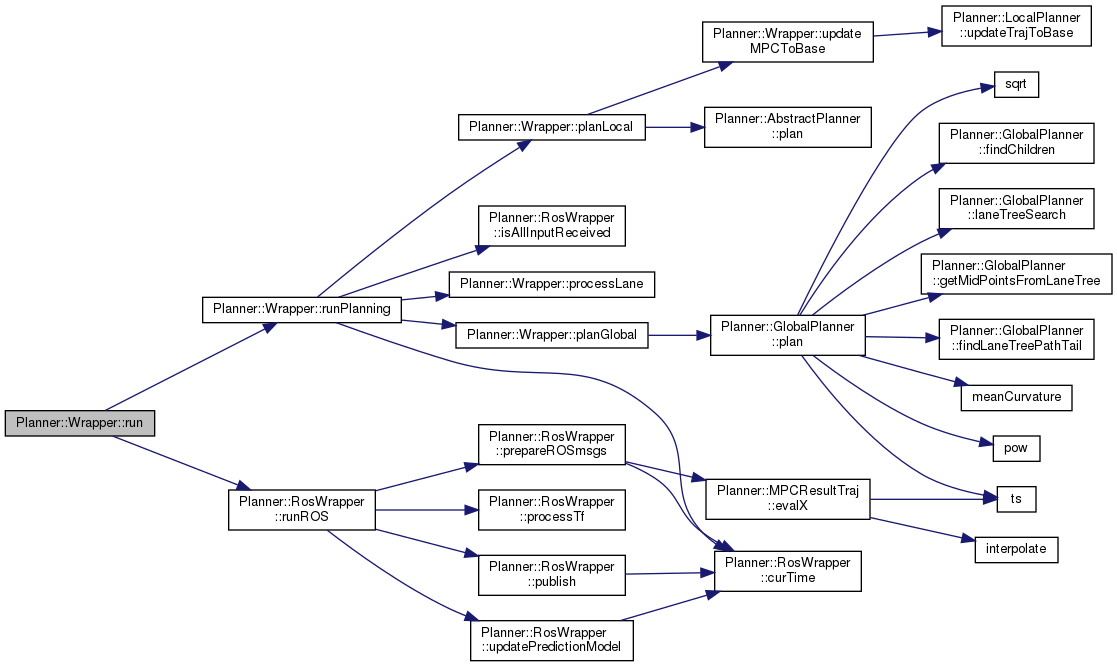 Planner::Wrapper::run
Planner::Wrapper::runPlanning
Planner::RosWrapper
::runROS
Planner::Wrapper::planLocal
Planner::RosWrapper
::isAllInputReceived
Planner::Wrapper::processLane
Planner::Wrapper::planGlobal
Planner::RosWrapper
::prepareROSmsgs
Planner::RosWrapper
::processTf
Planner::RosWrapper
::publish
Planner::RosWrapper
::updatePredictionModel
Planner::Wrapper::update
MPCToBase
Planner::AbstractPlanner
::plan
Planner::GlobalPlanner
::plan
Planner::MPCResultTraj
::evalX
Planner::RosWrapper
::curTime
Planner::LocalPlanner
::updateTrajToBase
sqrt
Planner::GlobalPlanner
::findChildren
Planner::GlobalPlanner
::laneTreeSearch
Planner::GlobalPlanner
::getMidPointsFromLaneTree
Planner::GlobalPlanner
::findLaneTreePathTail
meanCurvature
pow
ts
interpolate